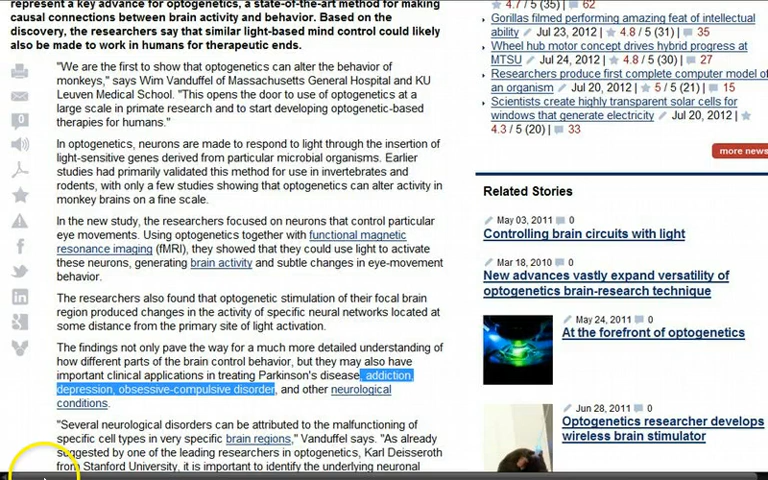 represent a key advance for optogenetics, a state-of-the-art method for making
causal connections between brain activity and behavior. Based on the
discovery, the researchers say that similar light-based mind control could likely
also be made to work in humans for therapeutic ends.
"We are the first to show that optogenetics can alter the behavior of
monkeys," says Wim Vanduffel of Massachusetts General Hospital and KU
Leuven Medical School. "This opens the door to use of optogenetics at a
large scale in primate research and to start developing optogenetic-based
therapies for humans."
In optogenetics, neurons are made to respond to light through the insertion of
light-sensitive genes derived from particular microbial organisms. Earlier
studies had primarily validated this method for use in invertebrates and
rodents, with only a few studies showing that optogenetics can alter activity in
monkey brains on a fine scale.
In the new study, the researchers focused on neurons that control particular
eye movements. Using optogenetics together with functional magnetic
resonance imaging (fMRI), they showed that they could use light to activate
these neurons, generating brain activity and subtle changes in eye-movement
behavior.
The researchers also found that optogenetic stimulation of their focal brain
region produced changes in the activity of specific neural networks located at
some distance from the primary site of light activation.
The findings not only pave the way for a much more detailed understanding of
how different parts of the brain control behavior, but they may also have
important clinical applications in treating Parkinson's disease, addiction,
depression, obsessive-compulsive disorder, and other neurological
conditions.
"Several neurological disorders can be attributed to the malfunctioning of
specific cell types in very specific brain regions," Vanduffel says. "As already
suggested by one of the leading researchers in optogenetics, Karl Deisseroth
from Stanford University, it is important to identify the underlying neuronal
0
4.7 / 5 (35) | 62
Gorillas filmed performing amazing feat of intellectual
ability Jul 23, 2012 | 4.8 / 5 (31) | 35
Wheel hub motor concept drives hybrid progress at
MTSU Jul 24, 2012 | 4.8 / 5 (30) | 27
Researchers produce first complete computer model of
an organism Jul 20, 2012 | 5 / 5 (21) | 15
Scientists create highly transparent solar cells for
windows that generate electricity Jul 20, 2012 |
4.3 / 5 (20) | 33
more news
Related Stories
May 03, 2011 0
Controlling brain circuits with light
Mar 18, 2010 0
New advances vastly expand versatility of
optogenetics brain-research technique
May 24, 2011 0
At the forefront of optogenetics
Jun 28, 2011 0
Optogenetics researcher develops
wireless brain stimulator